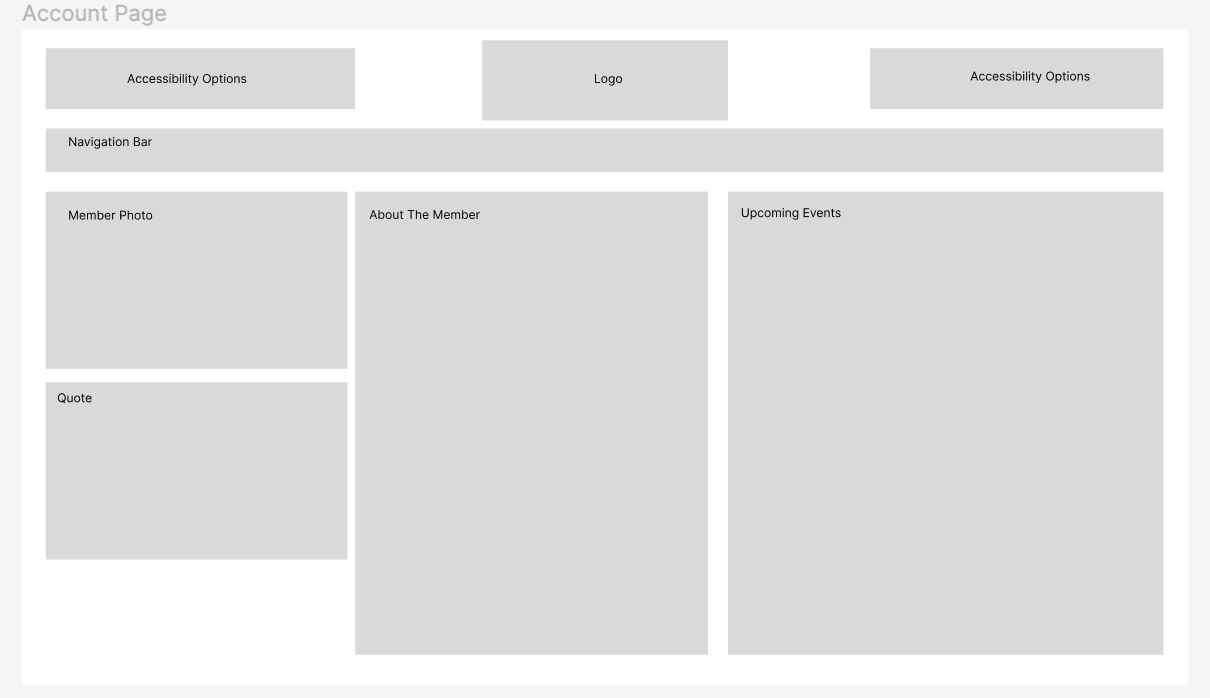 Account Page
Accessibility Options
Logo
Accessibility Options
Navigation Bar
Member Photo
About The Member
Upcoming Events
Quote